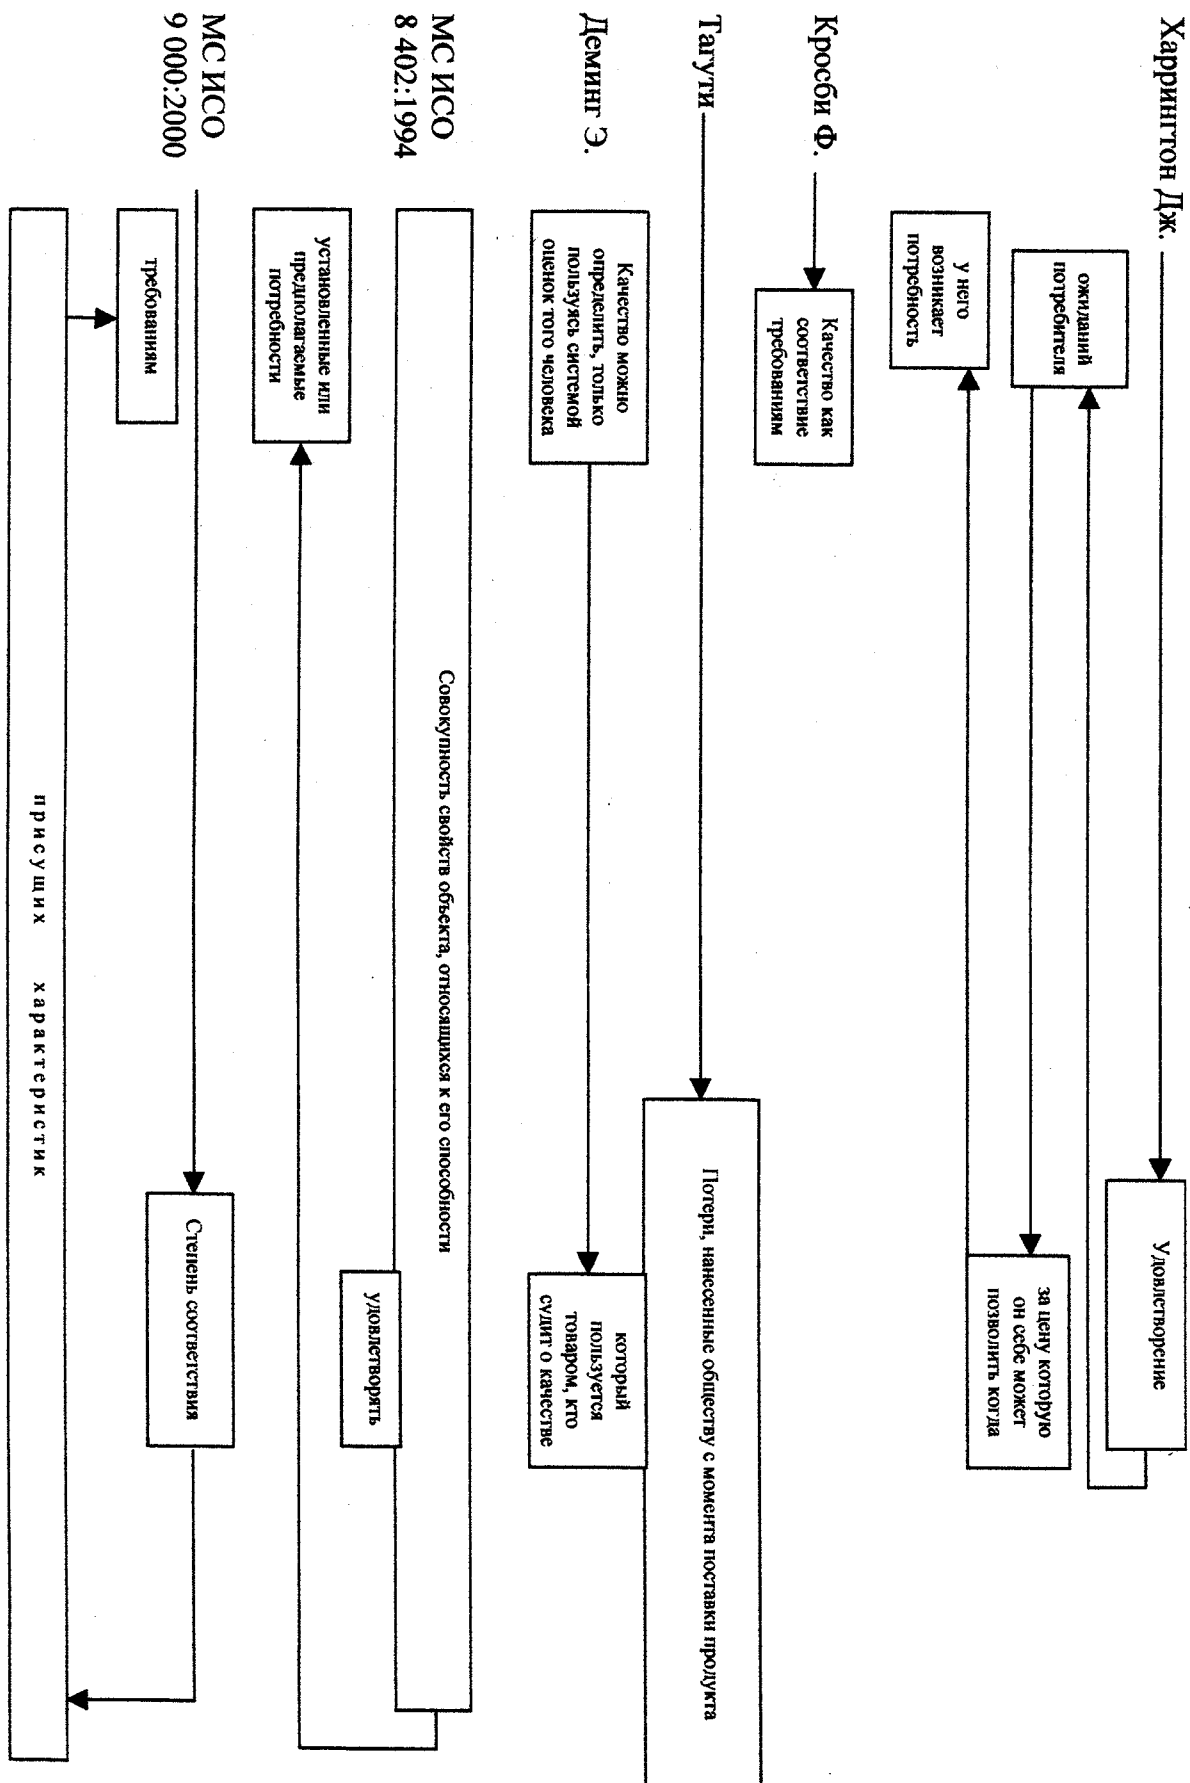 Харрингтон Дж.
Удовлетворение
ожиданий
потребителя
за цену которую
он себе может
позволить когда
у него
возникает
потребность
Кросби Ф.
Качество как
соответствие
требованиям
Тагути
Потери, нанесенные обществу с момента поставки продукта
Деминг Э.
Качество можно
определить, только
пользуясь системой
оценок того человека
который
пользуется
товаром, кто
судит о качестве
МС ИСО
8 402:1994
Совокупность свойств объекта, относящихся к его способности
удовлетворять
установленные или
предполагаемые
потребности
МС ИСО
9 000:2000
Степень соответствия
требованиям
присущих характеристик